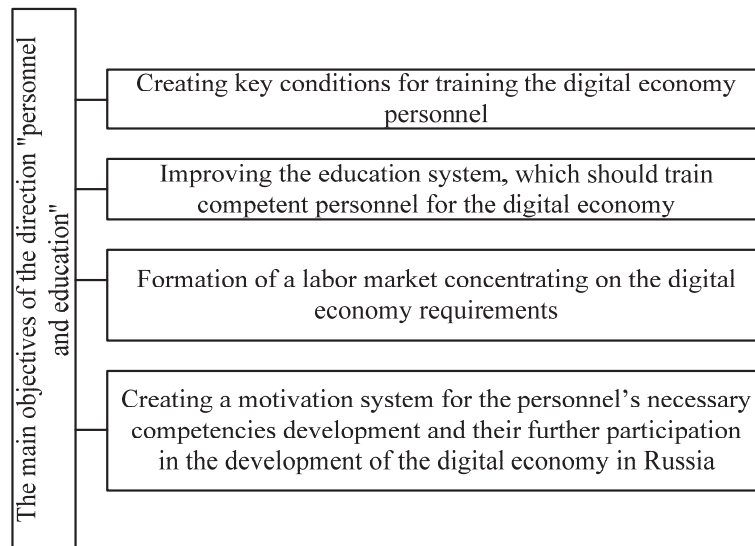 The main objectives of the direction "personnel
and education"
Creating key conditions for training the digital economy
personnel
Improving the education system, which should train
competent personnel for the digital economy
Formation of a labor market concentrating on the digital
economy requirements
Creating a motivation system for the personnel’s necessary
competencies development and their further participation
in the development of the digital economy in Russia